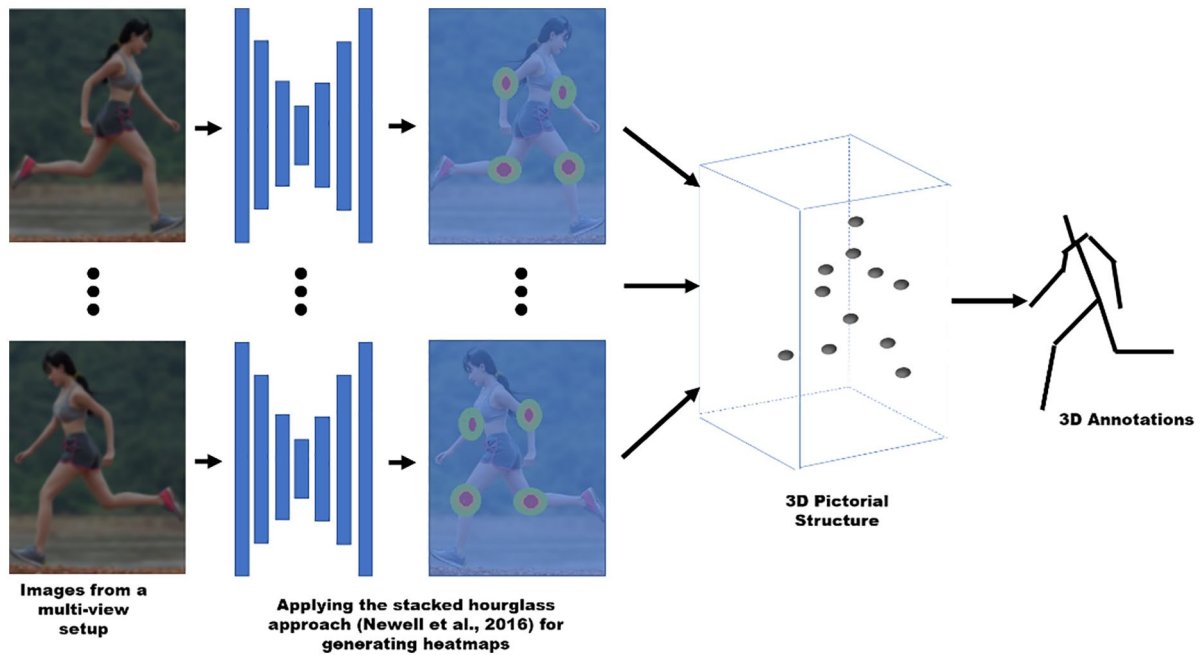 3D Annotations
3D Pictorial
Structure
Images from a
multi-view
setup
Applying the stacked hourglass
approach (Newell et al., 2016) for
generating heatmaps